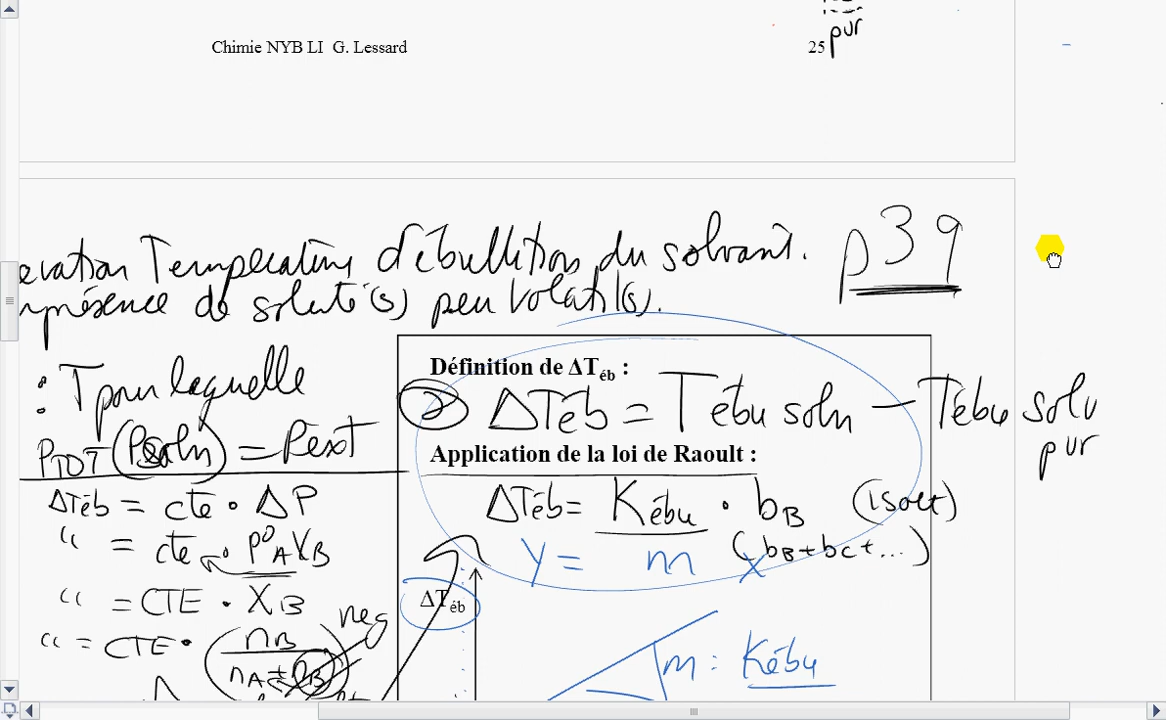 pur
Chimie NYB LI G. Lessard
25
evation Température d'ébullition du solvant.
présence de soluté(s) peu volatil(s).
p39
: T pour laquelle
PTOT (Psoln) = Pext
ΔTéb = cte • ΔP
" = cte • P°A XB
" = CTE • XB
" = CTE • (nB / nA + nB) neg
Définition de ΔTéb :
② ΔTéb = Tébu soln – Tébu solv pur
Application de la loi de Raoult :
ΔTéb = Kébu • bB (1 solt)
(bB + bC + ...)
y = m x
ΔTéb
m : Kébu